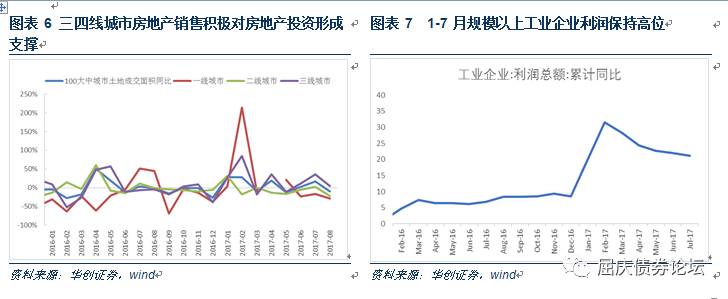 图表 6 三四线城市房地产销售积极对房地产投资形成
支撑
100大中城市土地成交面积同比 一线城市 二线城市 三线城市
250%
200%
150%
100%
50%
0%
-50%
-100%
2016-01
2016-02
2016-03
2016-04
2016-05
2016-06
2016-07
2016-08
2016-09
2016-10
2016-11
2016-12
2017-01
2017-02
2017-03
2017-04
2017-05
2017-06
2017-07
2017-08
资料来源：华创证券，wind
图表 7 1-7 月规模以上工业企业利润保持高位
工业企业:利润总额:累计同比
40
35
30
25
20
15
10
5
0
Feb-16
Mar-16
Apr-16
May-16
Jun-16
Jul-16
Aug-16
Sep-16
Oct-16
Nov-16
Dec-16
Jan-17
Feb-17
Mar-17
Apr-17
May-17
Jun-17
Jul-17
资料来源：华创证券，wind
屈庆债券论坛